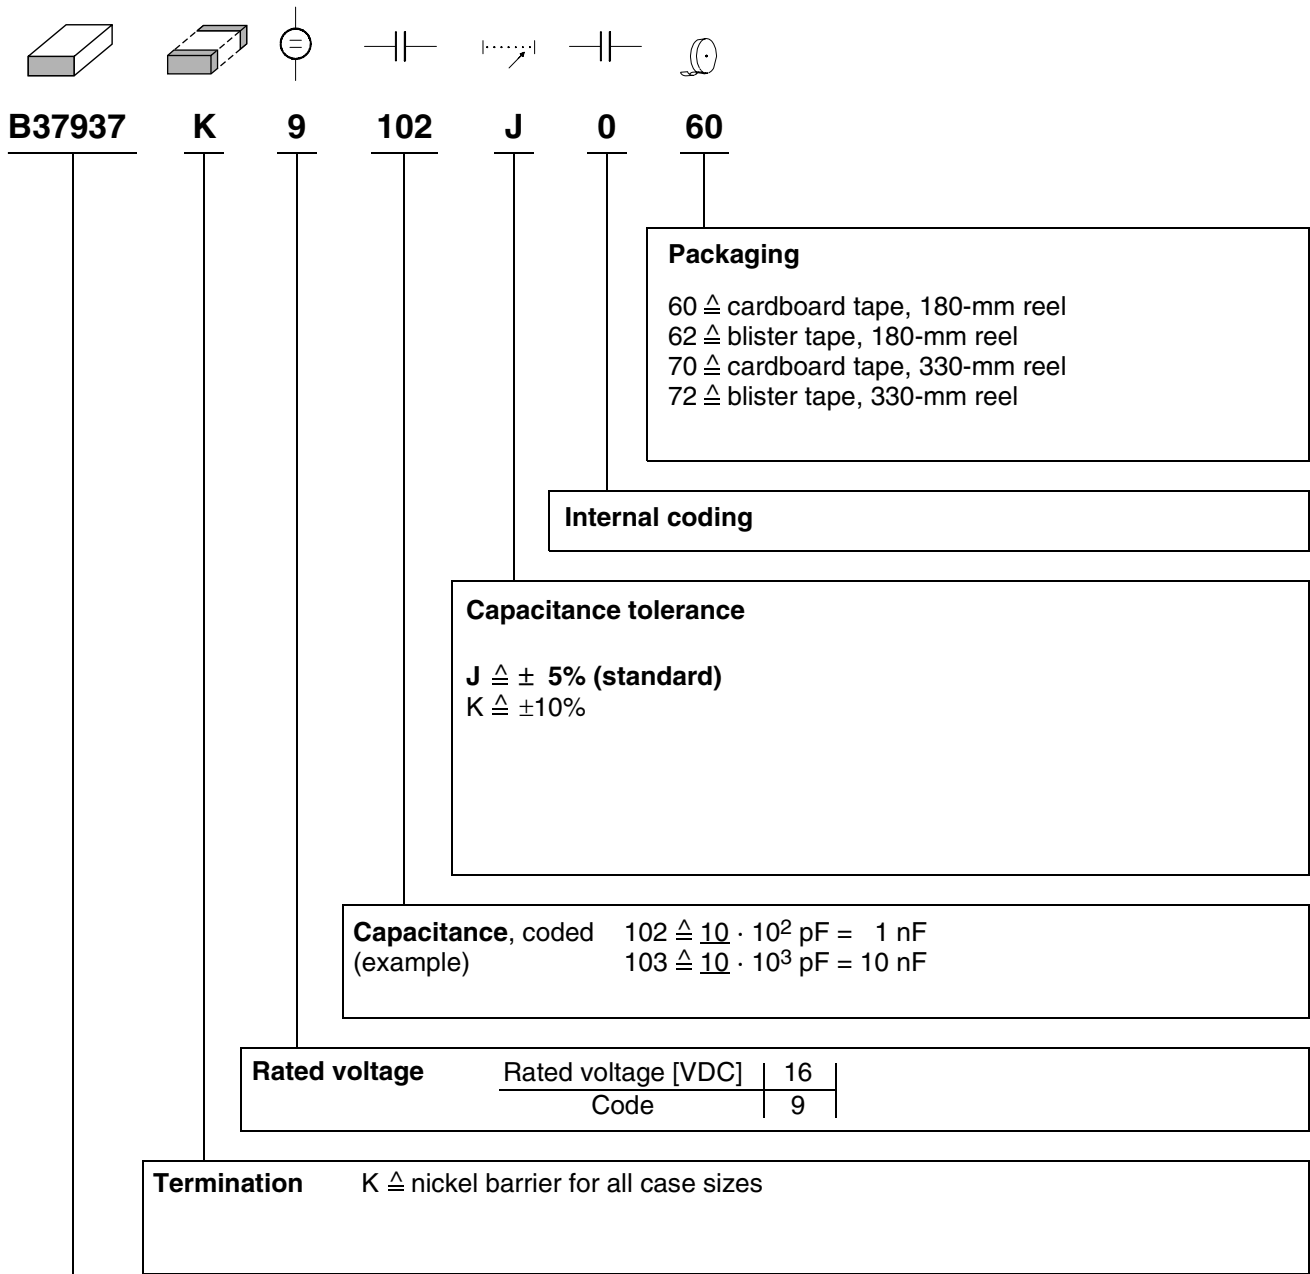 B37937 K 9 102 J 0 60
Packaging
60 ≙ cardboard tape, 180-mm reel
62 ≙ blister tape, 180-mm reel
70 ≙ cardboard tape, 330-mm reel
72 ≙ blister tape, 330-mm reel
Internal coding
Capacitance tolerance
J ≙ ± 5% (standard)
K ≙ ±10%
Capacitance, coded 102 ≙ 10 · 10² pF = 1 nF
(example) 103 ≙ 10 · 10³ pF = 10 nF
Rated voltage Rated voltage [VDC] 16
Code 9
Termination K ≙ nickel barrier for all case sizes